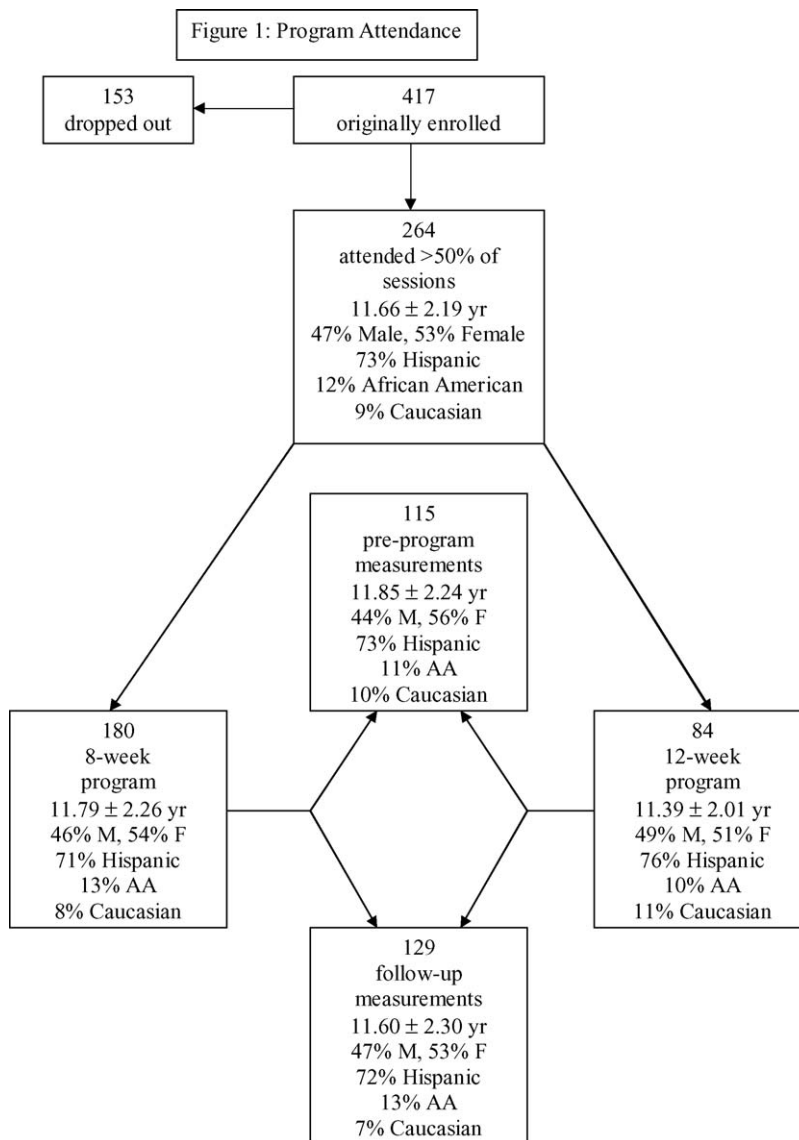 Figure 1: Program Attendance
153
dropped out
417
originally enrolled
264
attended >50% of
sessions
11.66 ± 2.19 yr
47% Male, 53% Female
73% Hispanic
12% African American
9% Caucasian
115
pre-program
measurements
11.85 ± 2.24 yr
44% M, 56% F
73% Hispanic
11% AA
10% Caucasian
180
8-week
program
11.79 ± 2.26 yr
46% M, 54% F
71% Hispanic
13% AA
8% Caucasian
84
12-week
program
11.39 ± 2.01 yr
49% M, 51% F
76% Hispanic
10% AA
11% Caucasian
129
follow-up
measurements
11.60 ± 2.30 yr
47% M, 53% F
72% Hispanic
13% AA
7% Caucasian